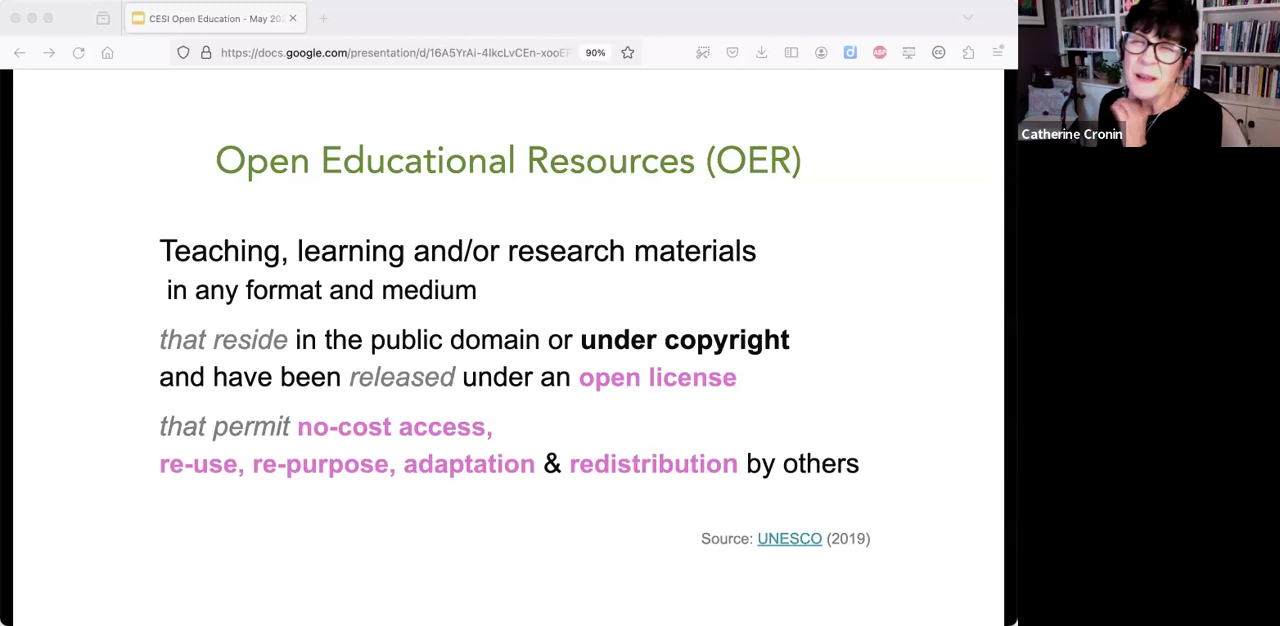 CESI Open Education - May 202
https://docs.google.com/presentation/d/16A5YrAi-4lkcLvCEn-xooEF
90%
ABP
Catherine Cronin
Open Educational Resources (OER)
Teaching, learning and/or research materials
in any format and medium
that reside in the public domain or under copyright
and have been released under an open license
that permit no-cost access,
re-use, re-purpose, adaptation & redistribution by others
Source: UNESCO (2019)